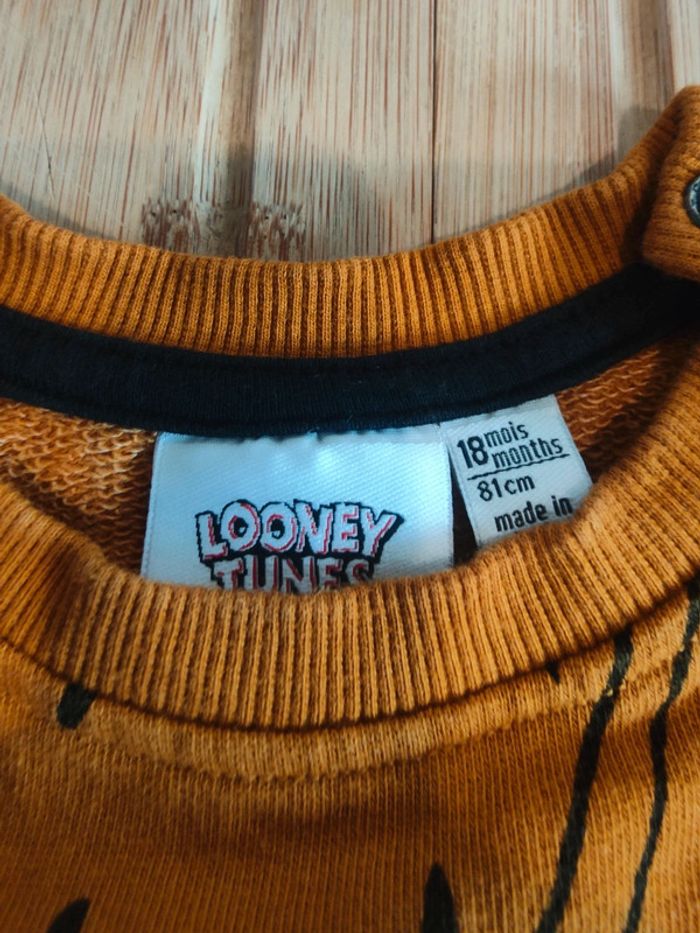 LOONEY
TUNES
18 mois
months
81cm
made in